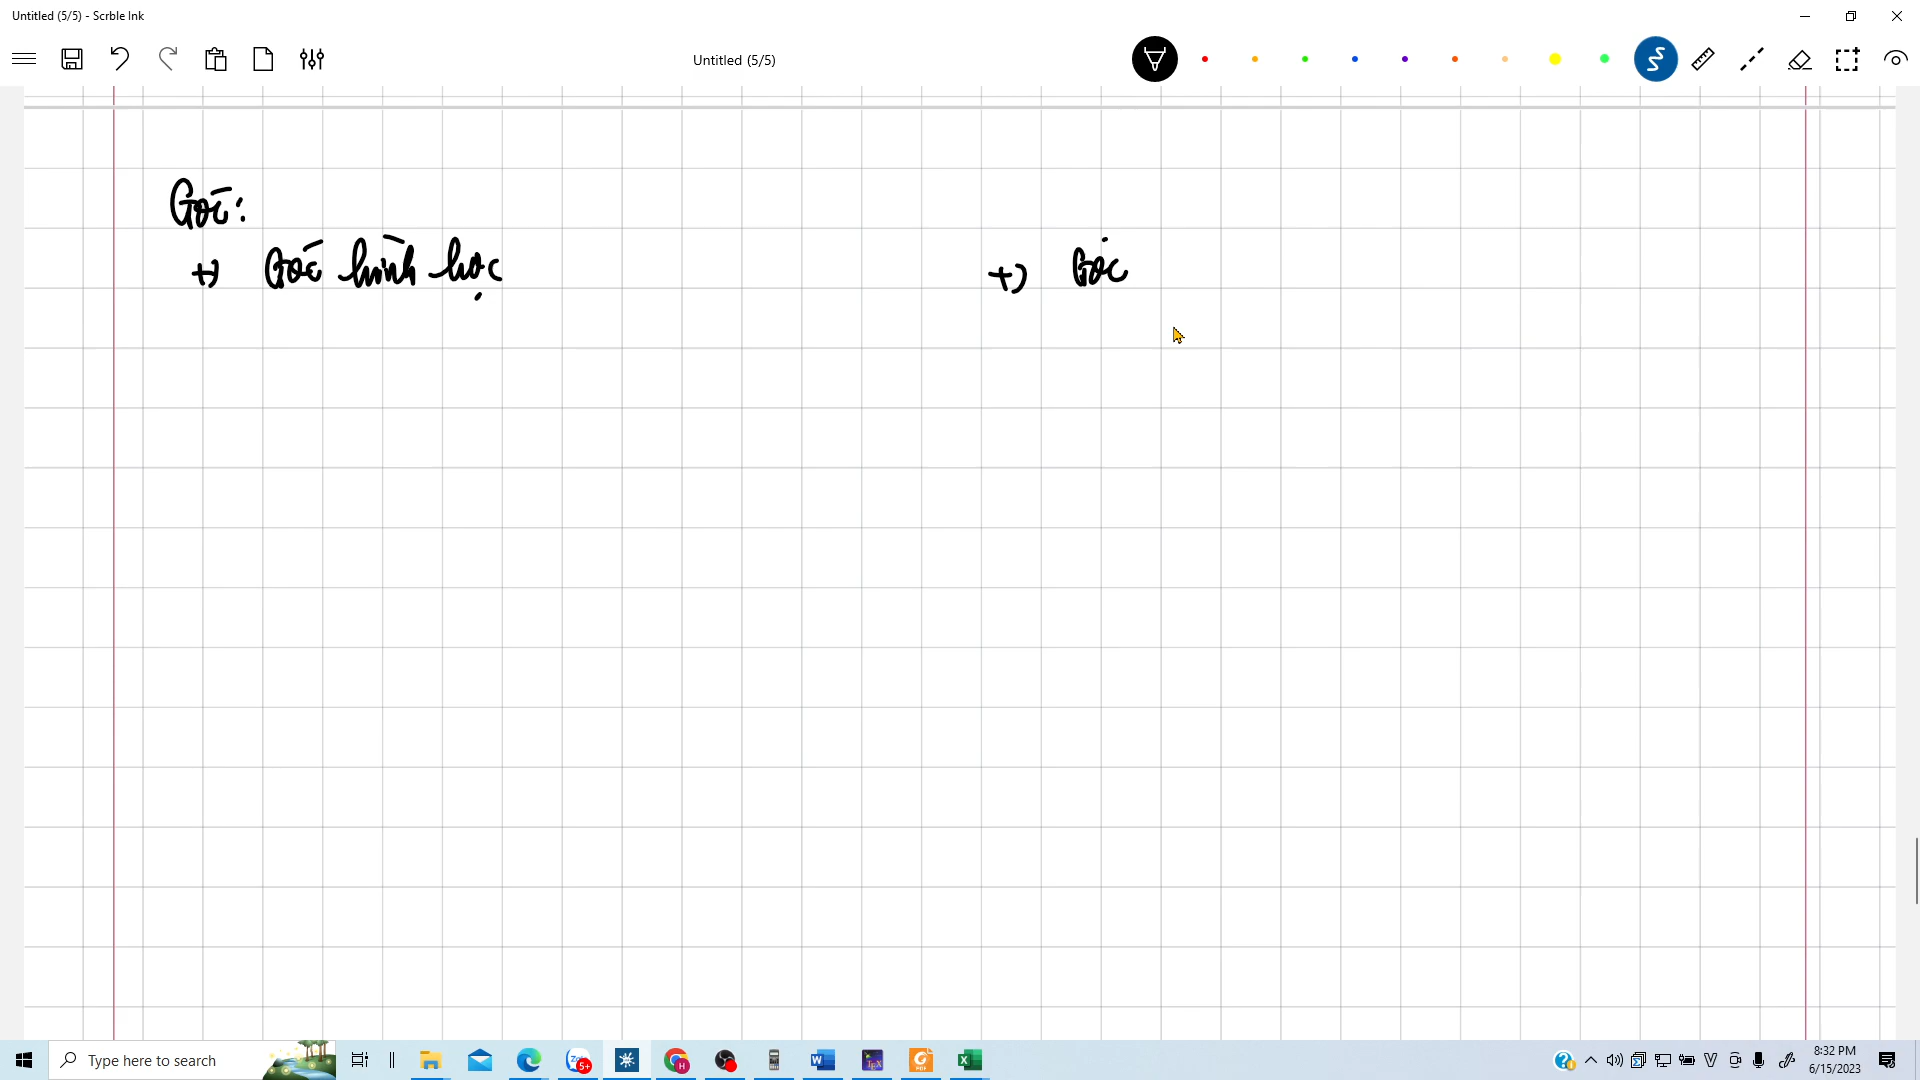 Untitled (5/5) - Scrble Ink
Untitled (5/5)
Góc:
+) Góc hình học
+) Góc
Type here to search
8:32 PM
6/15/2023